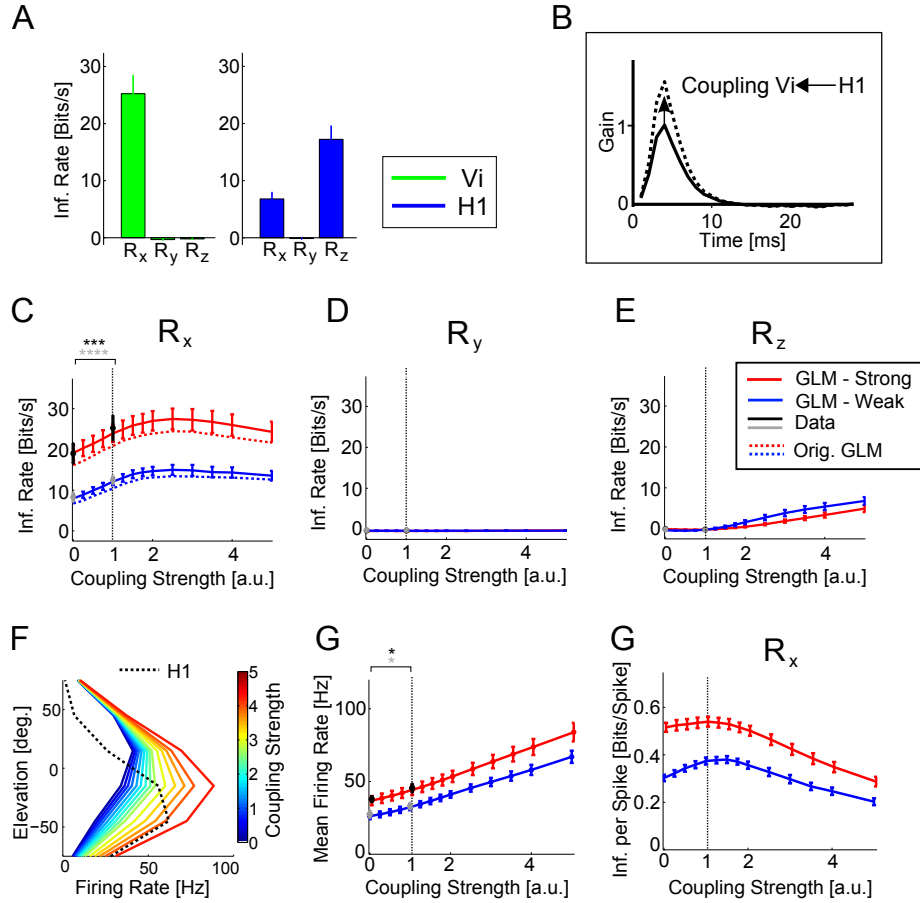 A
Inf. Rate [Bits/s]
30
20
10
0
Rx Ry Rz
30
20
10
0
Rx Ry Rz
Vi
H1
B
Gain
1
0
Coupling Vi H1
0 10 20
Time [ms]
C
Rx
***
****
Inf. Rate [Bits/s]
30
20
10
0
0 1 2 4
Coupling Strength [a.u.]
D
Ry
Inf. Rate [Bits/s]
30
20
10
0
0 1 2 4
Coupling Strength [a.u.]
E
Rz
Inf. Rate [Bits/s]
30
20
10
0
0 1 2 4
Coupling Strength [a.u.]
GLM - Strong
GLM - Weak
Data
Orig. GLM
F
H1
Elevation [deg.]
50
0
−50
0 50 100
Firing Rate [Hz]
5
4
3
2
1
0
Coupling Strength
G
*
*
Mean Firing Rate [Hz]
100
50
0
0 1 2 4
Coupling Strength [a.u.]
G
Rx
Inf. per Spike [Bits/Spike]
0.6
0.4
0.2
0
0 1 2 4
Coupling Strength [a.u.]